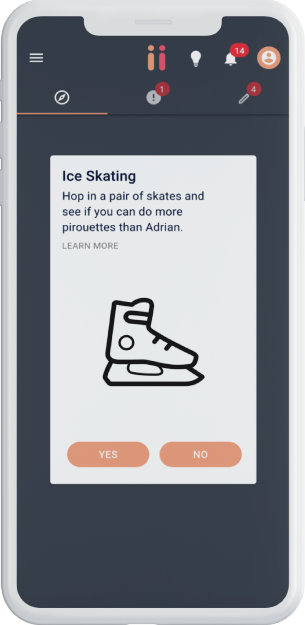 14
1
4
Ice Skating
Hop in a pair of skates and
see if you can do more
pirouettes than Adrian.
LEARN MORE
YES NO